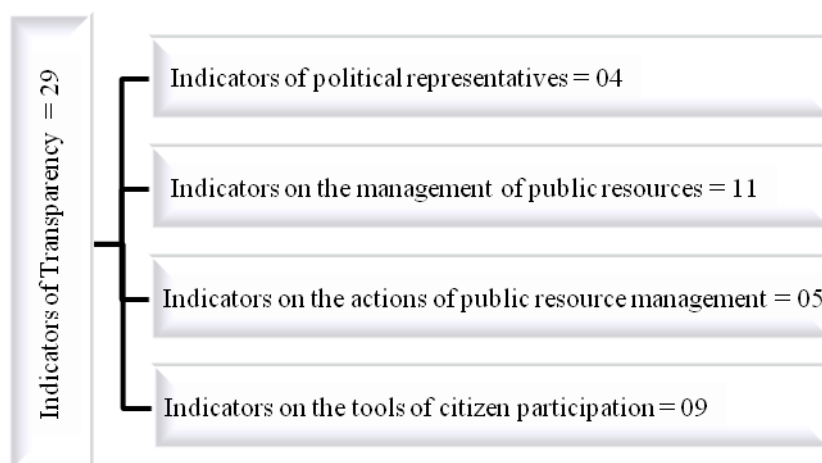 Indicators of Transparency = 29
Indicators of political representatives = 04
Indicators on the management of public resources = 11
Indicators on the actions of public resource management = 05
Indicators on the tools of citizen participation = 09